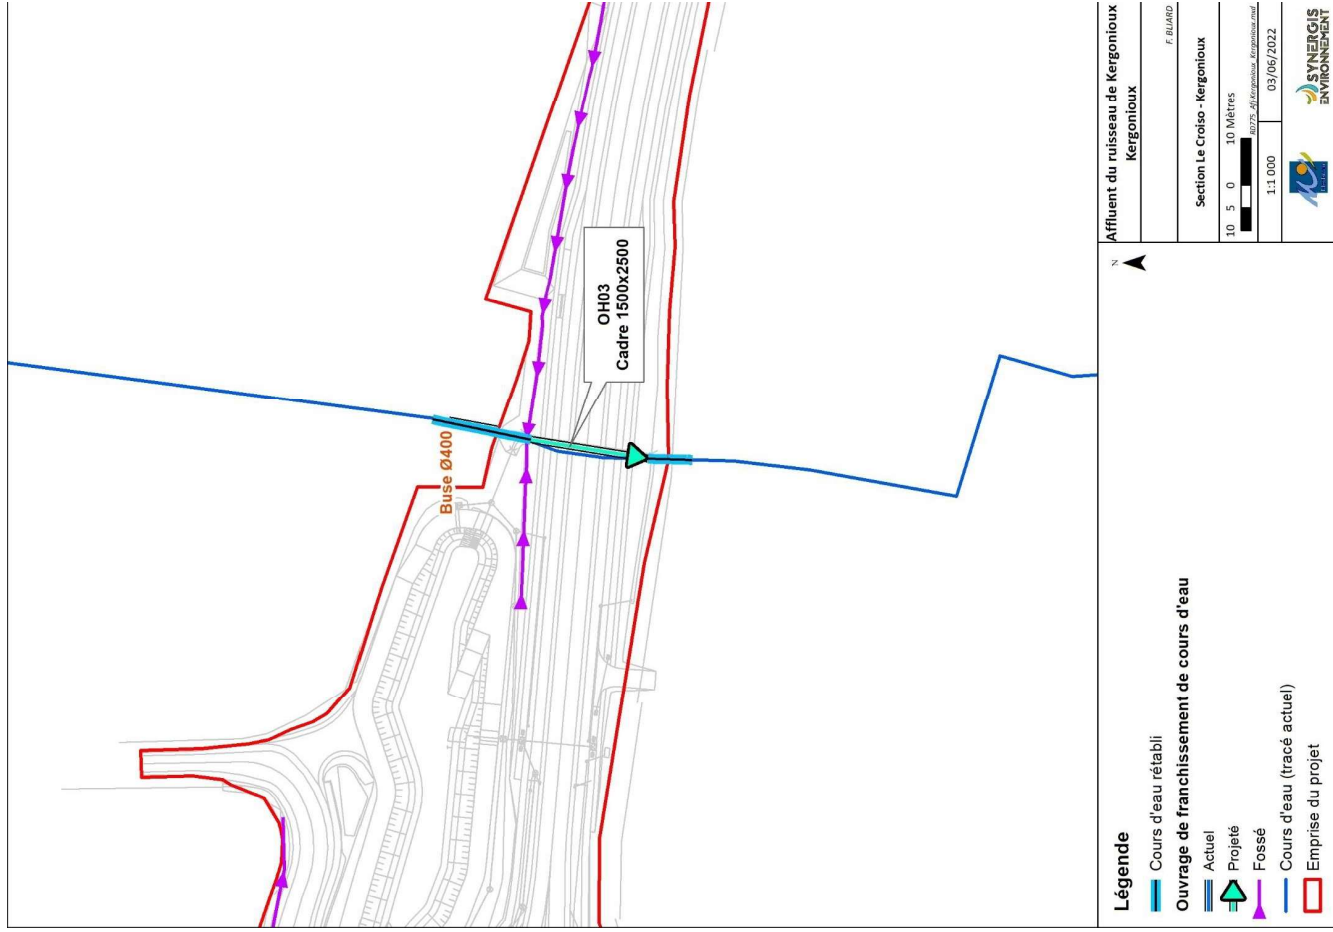 Buse Ø400
OH03
Cadre 1500x2500
Légende
Cours d'eau rétabli
Ouvrage de franchissement de cours d'eau
Actuel
Projeté
Fossé
Cours d'eau (tracé actuel)
Emprise du projet
N
Affluent du ruisseau de Kergonioux
Kergonioux
F. BLIARD
Section Le Croiso - Kergonioux
10 5 0 10 Mètres
R0775_AffKergonioux_Kergonioux.mxd
1:1 000
03/06/2022
SYNERGIS
ENVIRONNEMENT